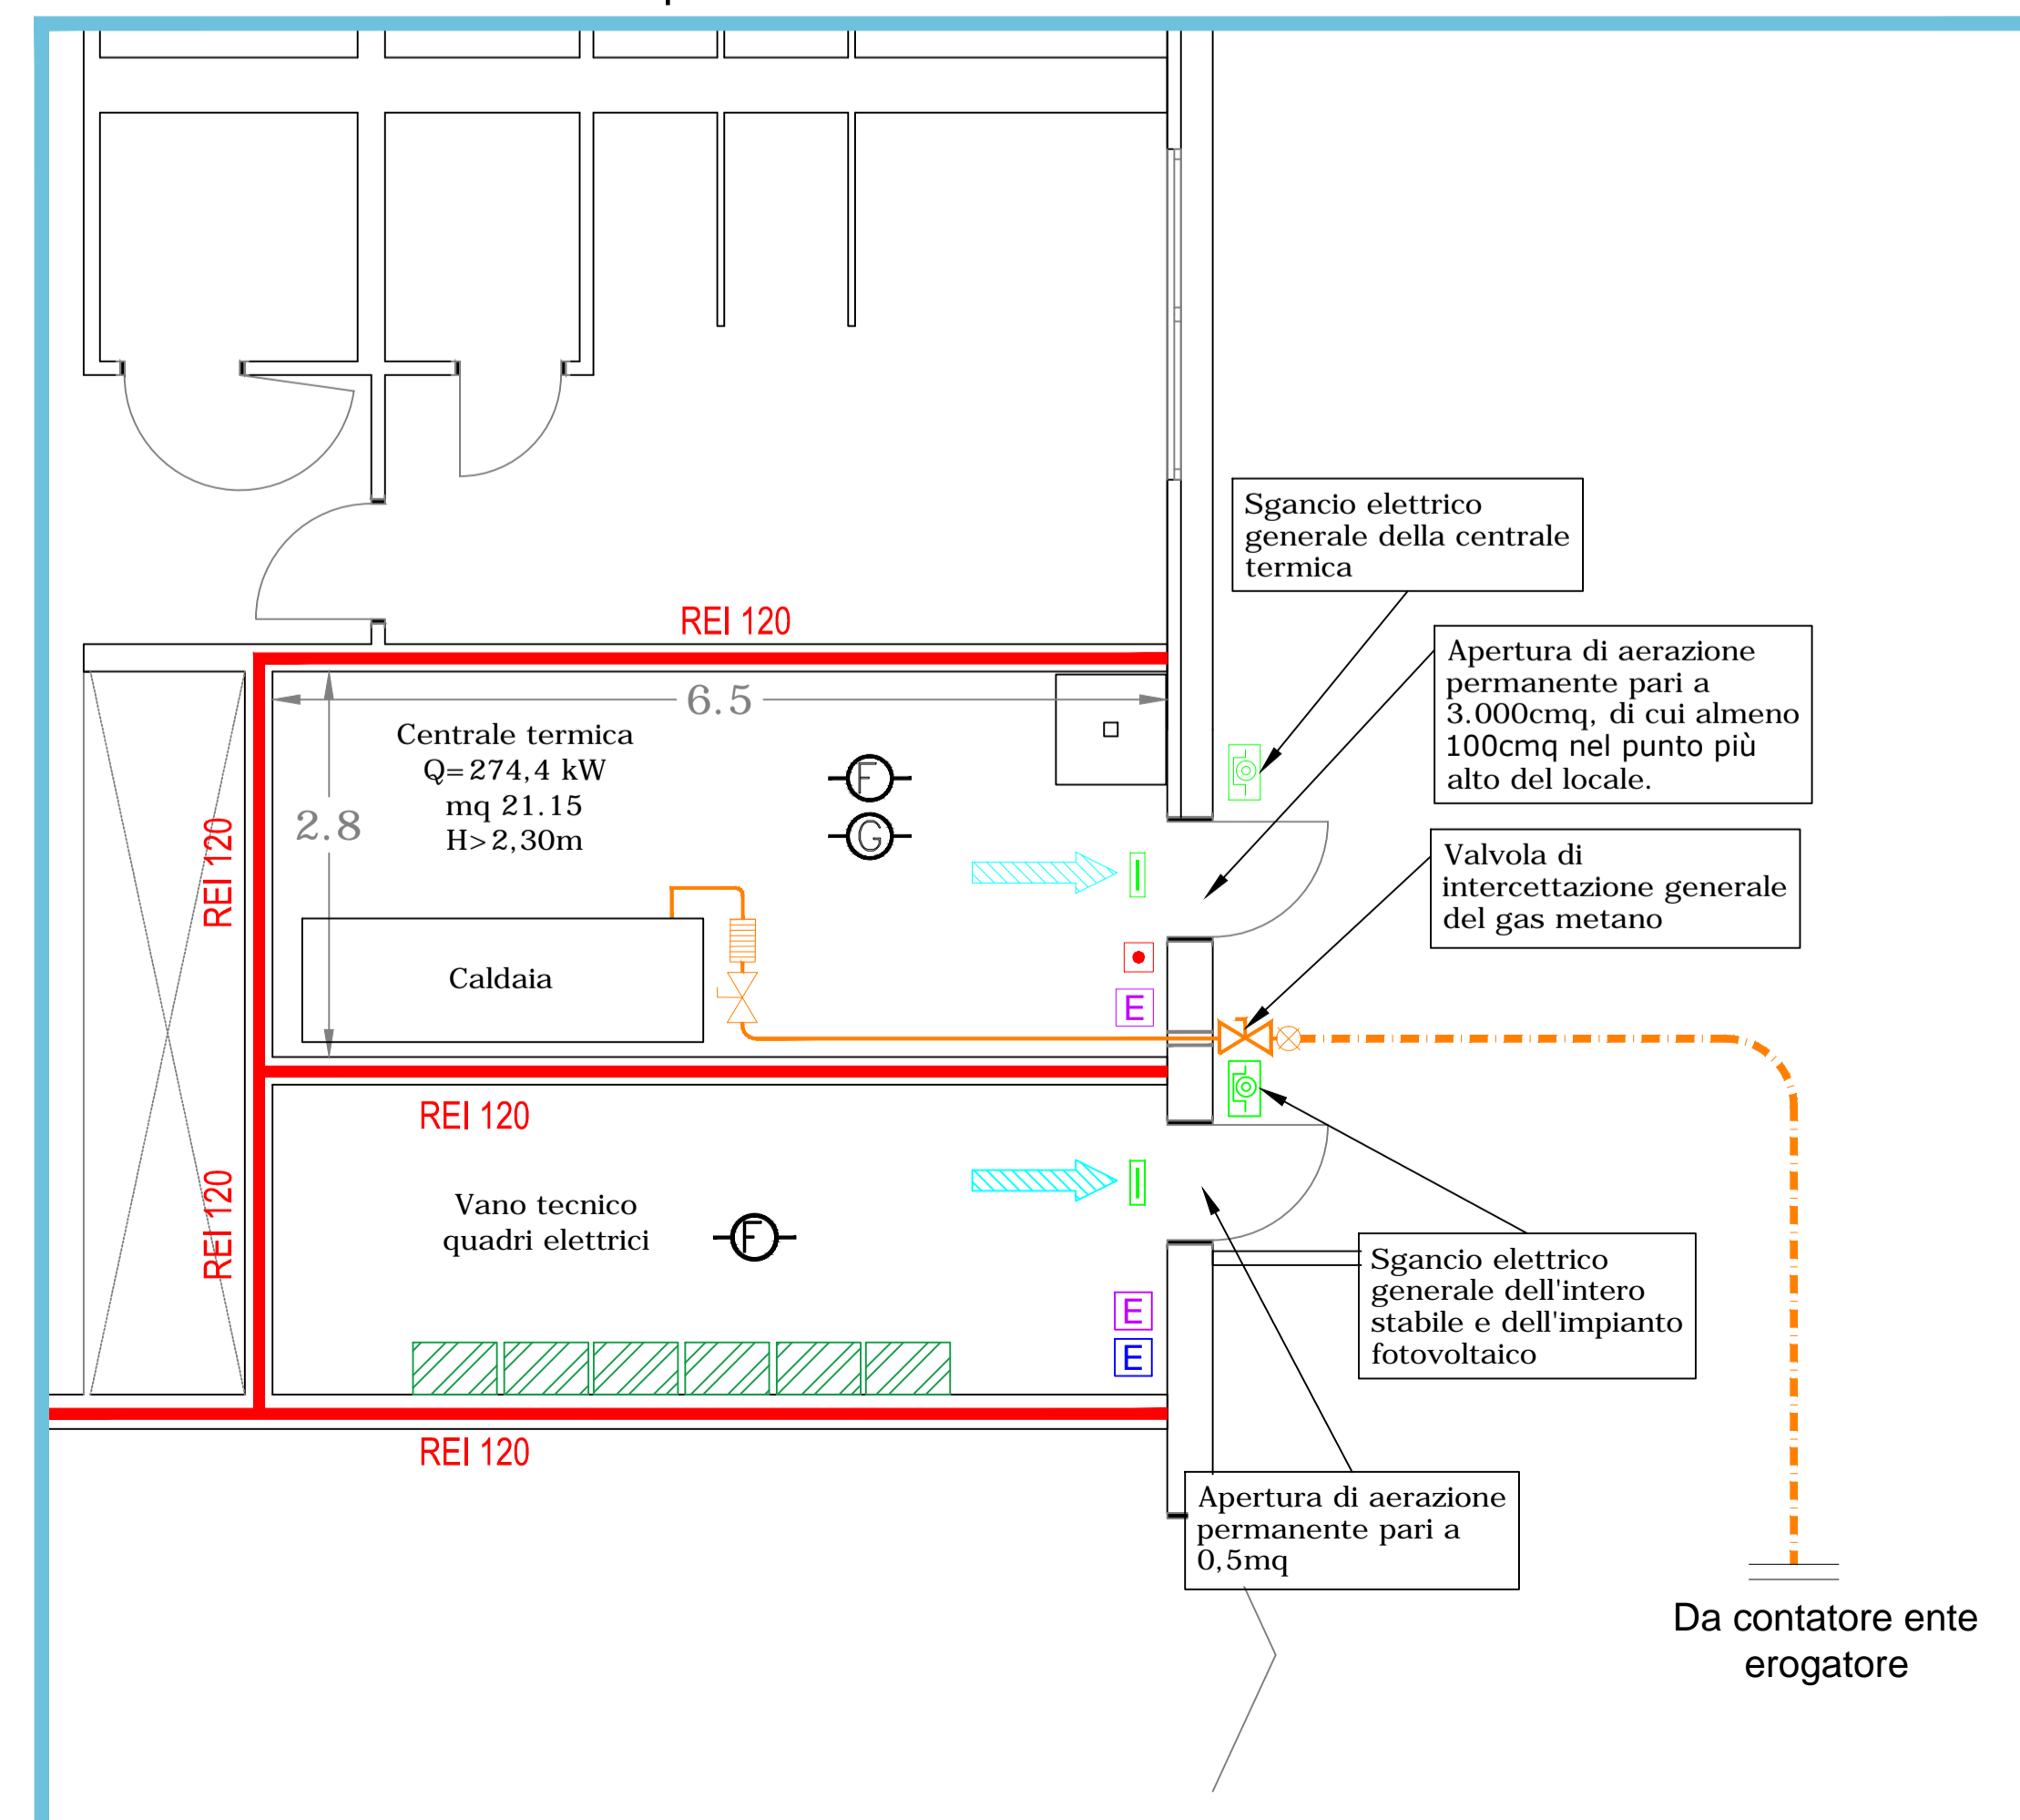 Sgancio elettrico
generale della centrale
termica
REI 120
Apertura di aerazione
permanente pari a
3.000cmq, di cui almeno
100cmq nel punto più
alto del locale.
6.5
Centrale termica
Q=274,4 kW
mq 21.15
H>2,30m
2.8
F
G
REI 120
Valvola di
intercettazione generale
del gas metano
Caldaia
E
REI 120
Vano tecnico
quadri elettrici
F
REI 120
Sgancio elettrico
generale dell'intero
stabile e dell'impianto
fotovoltaico
E
E
REI 120
Apertura di aerazione
permanente pari a
0,5mq
Da contatore ente
erogatore